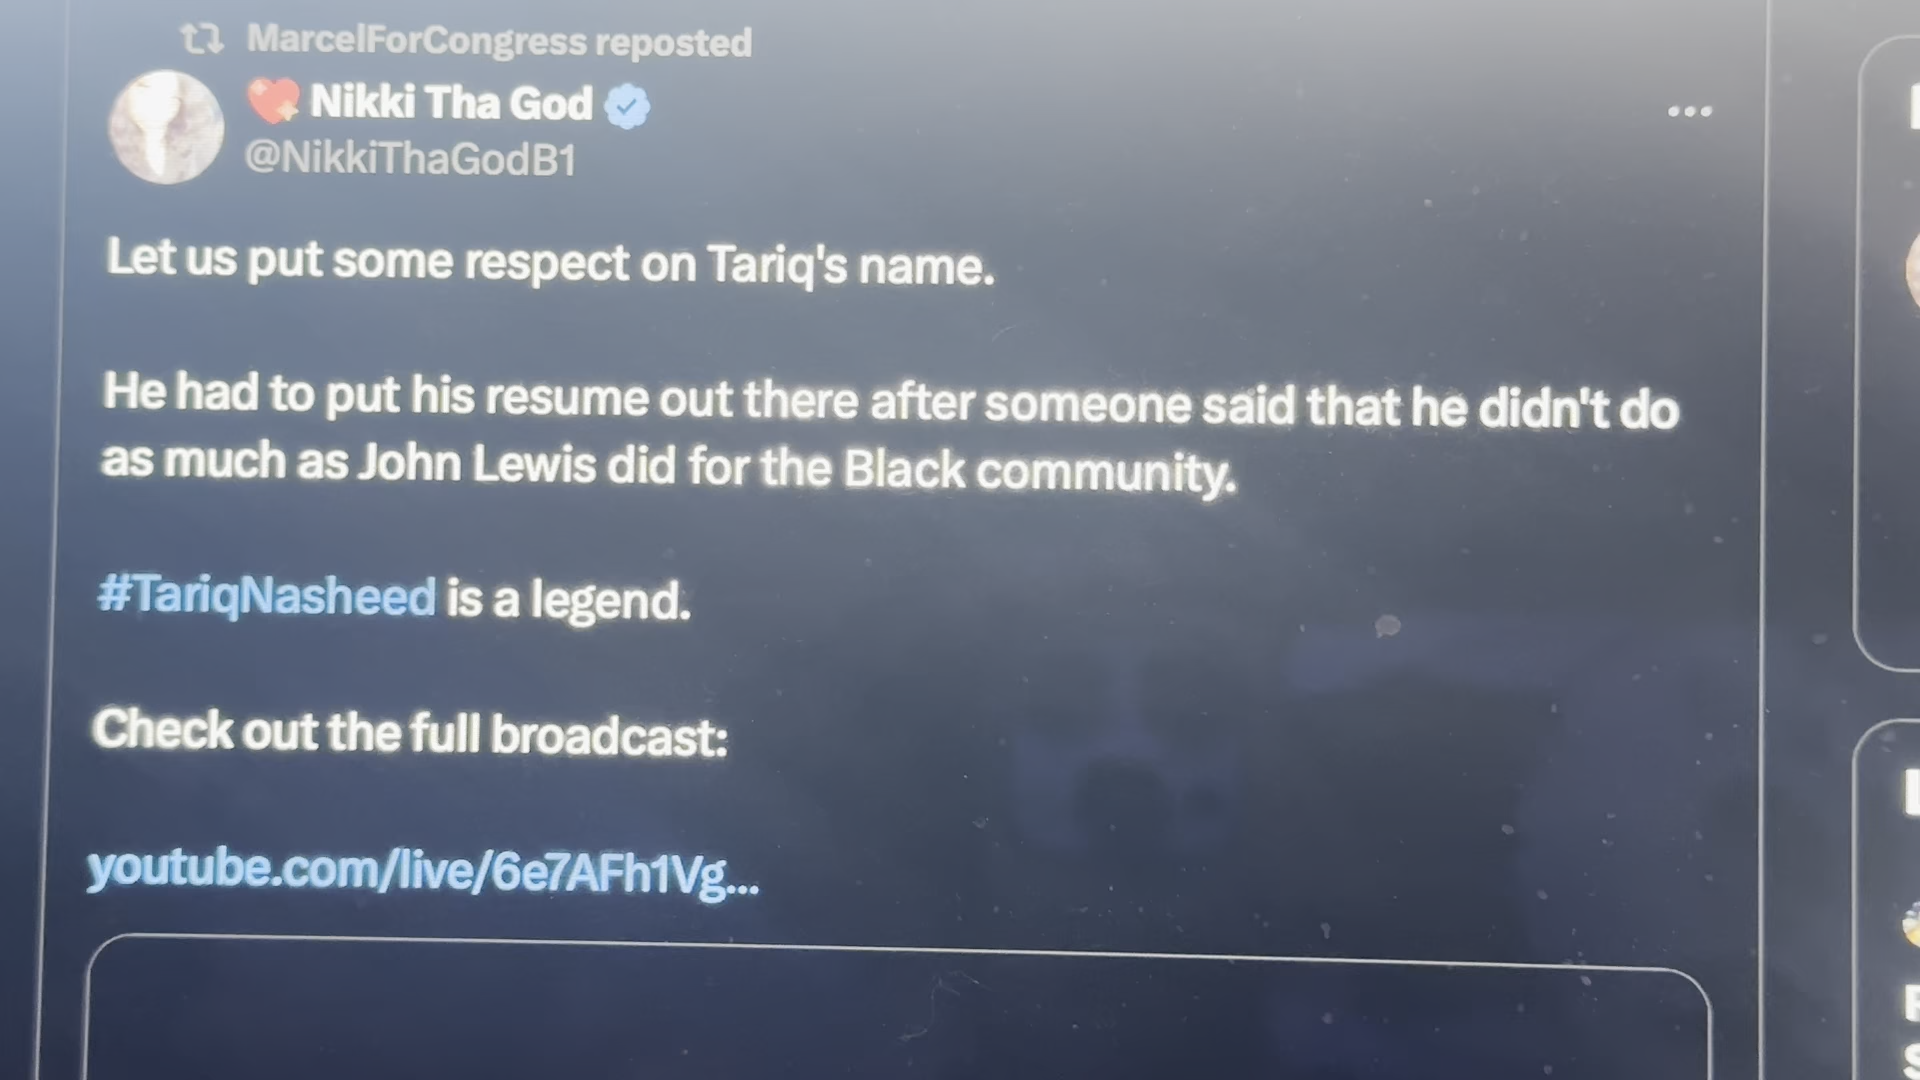 MarcelForCongress reposted
Nikki Tha God
@NikkiThaGodB1
Let us put some respect on Tariq's name.
He had to put his resume out there after someone said that he didn't do
as much as John Lewis did for the Black community.
#TariqNasheed is a legend.
Check out the full broadcast:
youtube.com/live/6e7AFh1Vg...